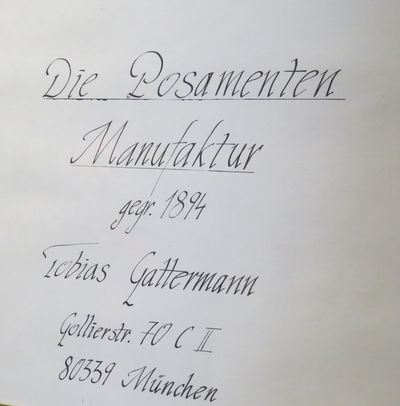 Die Posamenten
Manufaktur
gegr. 1894
Tobias Gattermann
Gollierstr. 70 C II
80339 München